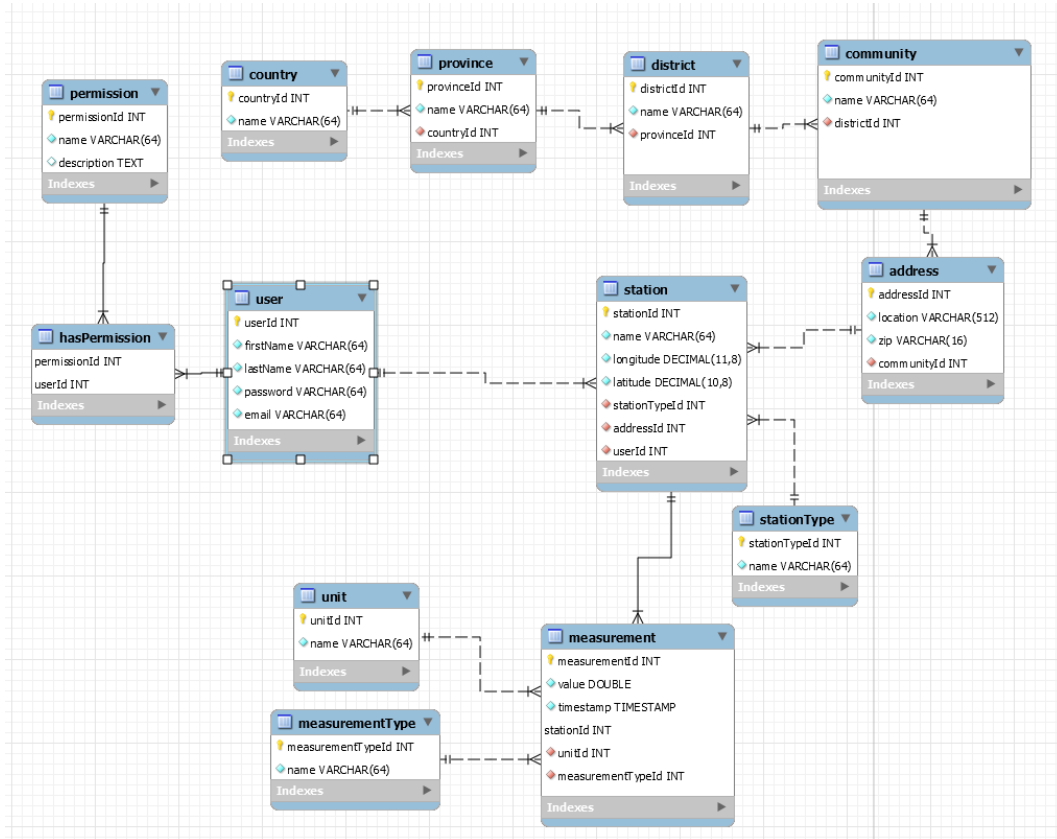 permission
permissionId INT
name VARCHAR(64)
description TEXT
Indexes
country
countryId INT
name VARCHAR(64)
Indexes
province
provinceId INT
name VARCHAR(64)
countryId INT
Indexes
district
districtId INT
name VARCHAR(64)
provinceId INT
Indexes
community
communityId INT
name VARCHAR(64)
districtId INT
Indexes
hasPermission
permissionId INT
userId INT
Indexes
user
userId INT
firstName VARCHAR(64)
lastName VARCHAR(64)
password VARCHAR(64)
email VARCHAR(64)
Indexes
station
stationId INT
name VARCHAR(64)
longitude DECIMAL(11,8)
latitude DECIMAL(10,8)
stationTypeId INT
addressId INT
userId INT
Indexes
address
addressId INT
location VARCHAR(512)
zip VARCHAR(16)
communityId INT
Indexes
stationType
stationTypeId INT
name VARCHAR(64)
Indexes
unit
unitId INT
name VARCHAR(64)
Indexes
measurementType
measurementTypeId INT
name VARCHAR(64)
Indexes
measurement
measurementId INT
value DOUBLE
timestamp TIMESTAMP
stationId INT
unitId INT
measurementTypeId INT
Indexes